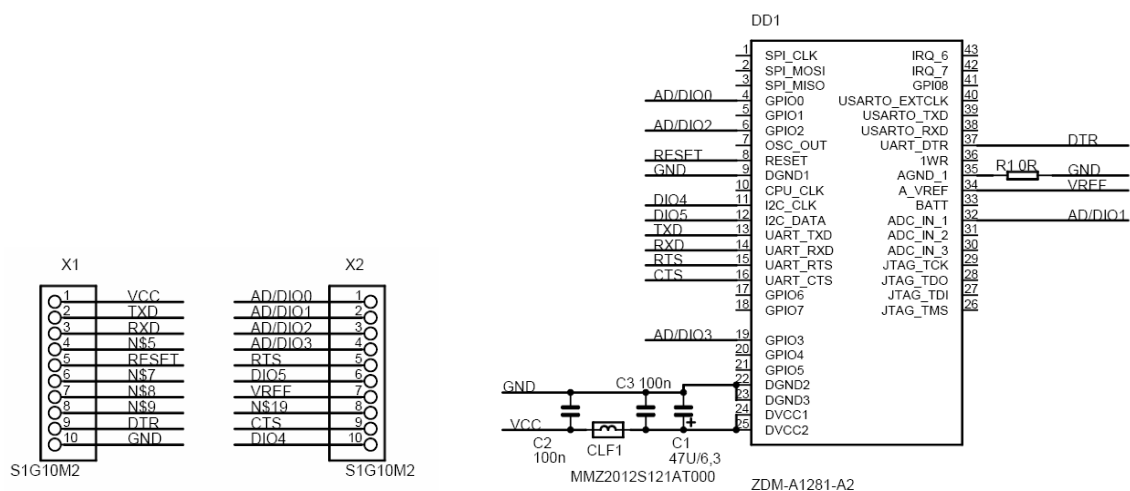 DD1
1 SPI_CLK IRQ_6 43
2 SPI_MOSI IRQ_7 42
3 SPI_MISO GPI08 41
AD/DIO0 4 GPIO0 USARTO_EXTCLK 40
5 GPIO1 USARTO_TXD 39
AD/DIO2 6 GPIO2 USARTO_RXD 38
7 OSC_OUT UART_DTR 37 DTR
RESET 8 RESET 1WR 36
GND 9 DGND1 AGND_1 35 R1 0R GND
10 CPU_CLK A_VREF 34 VREF
DIO4 11 I2C_CLK BATT 33
DIO5 12 I2C_DATA ADC_IN_1 32 AD/DIO1
TXD 13 UART_TXD ADC_IN_2 31
RXD 14 UART_RXD ADC_IN_3 30
RTS 15 UART_RTS JTAG_TCK 29
CTS 16 UART_CTS JTAG_TDO 28
17 GPIO6 JTAG_TDI 27
18 GPIO7 JTAG_TMS 26
AD/DIO3 19 GPIO3
20 GPIO4
21 GPIO5
22 DGND2
23 DGND3
24 DVCC1
25 DVCC2
GND C3 100n
VCC C2 100n CLF1 C1 + 47U/6,3
MMZ2012S121AT000
ZDM-A1281-A2
X1
1 VCC
2 TXD
3 RXD
4 N$5
5 RESET
6 N$7
7 N$8
8 N$9
9 DTR
10 GND
S1G10M2
X2
AD/DIO0 1
AD/DIO1 2
AD/DIO2 3
AD/DIO3 4
RTS 5
DIO5 6
VREF 7
N$19 8
CTS 9
DIO4 10
S1G10M2